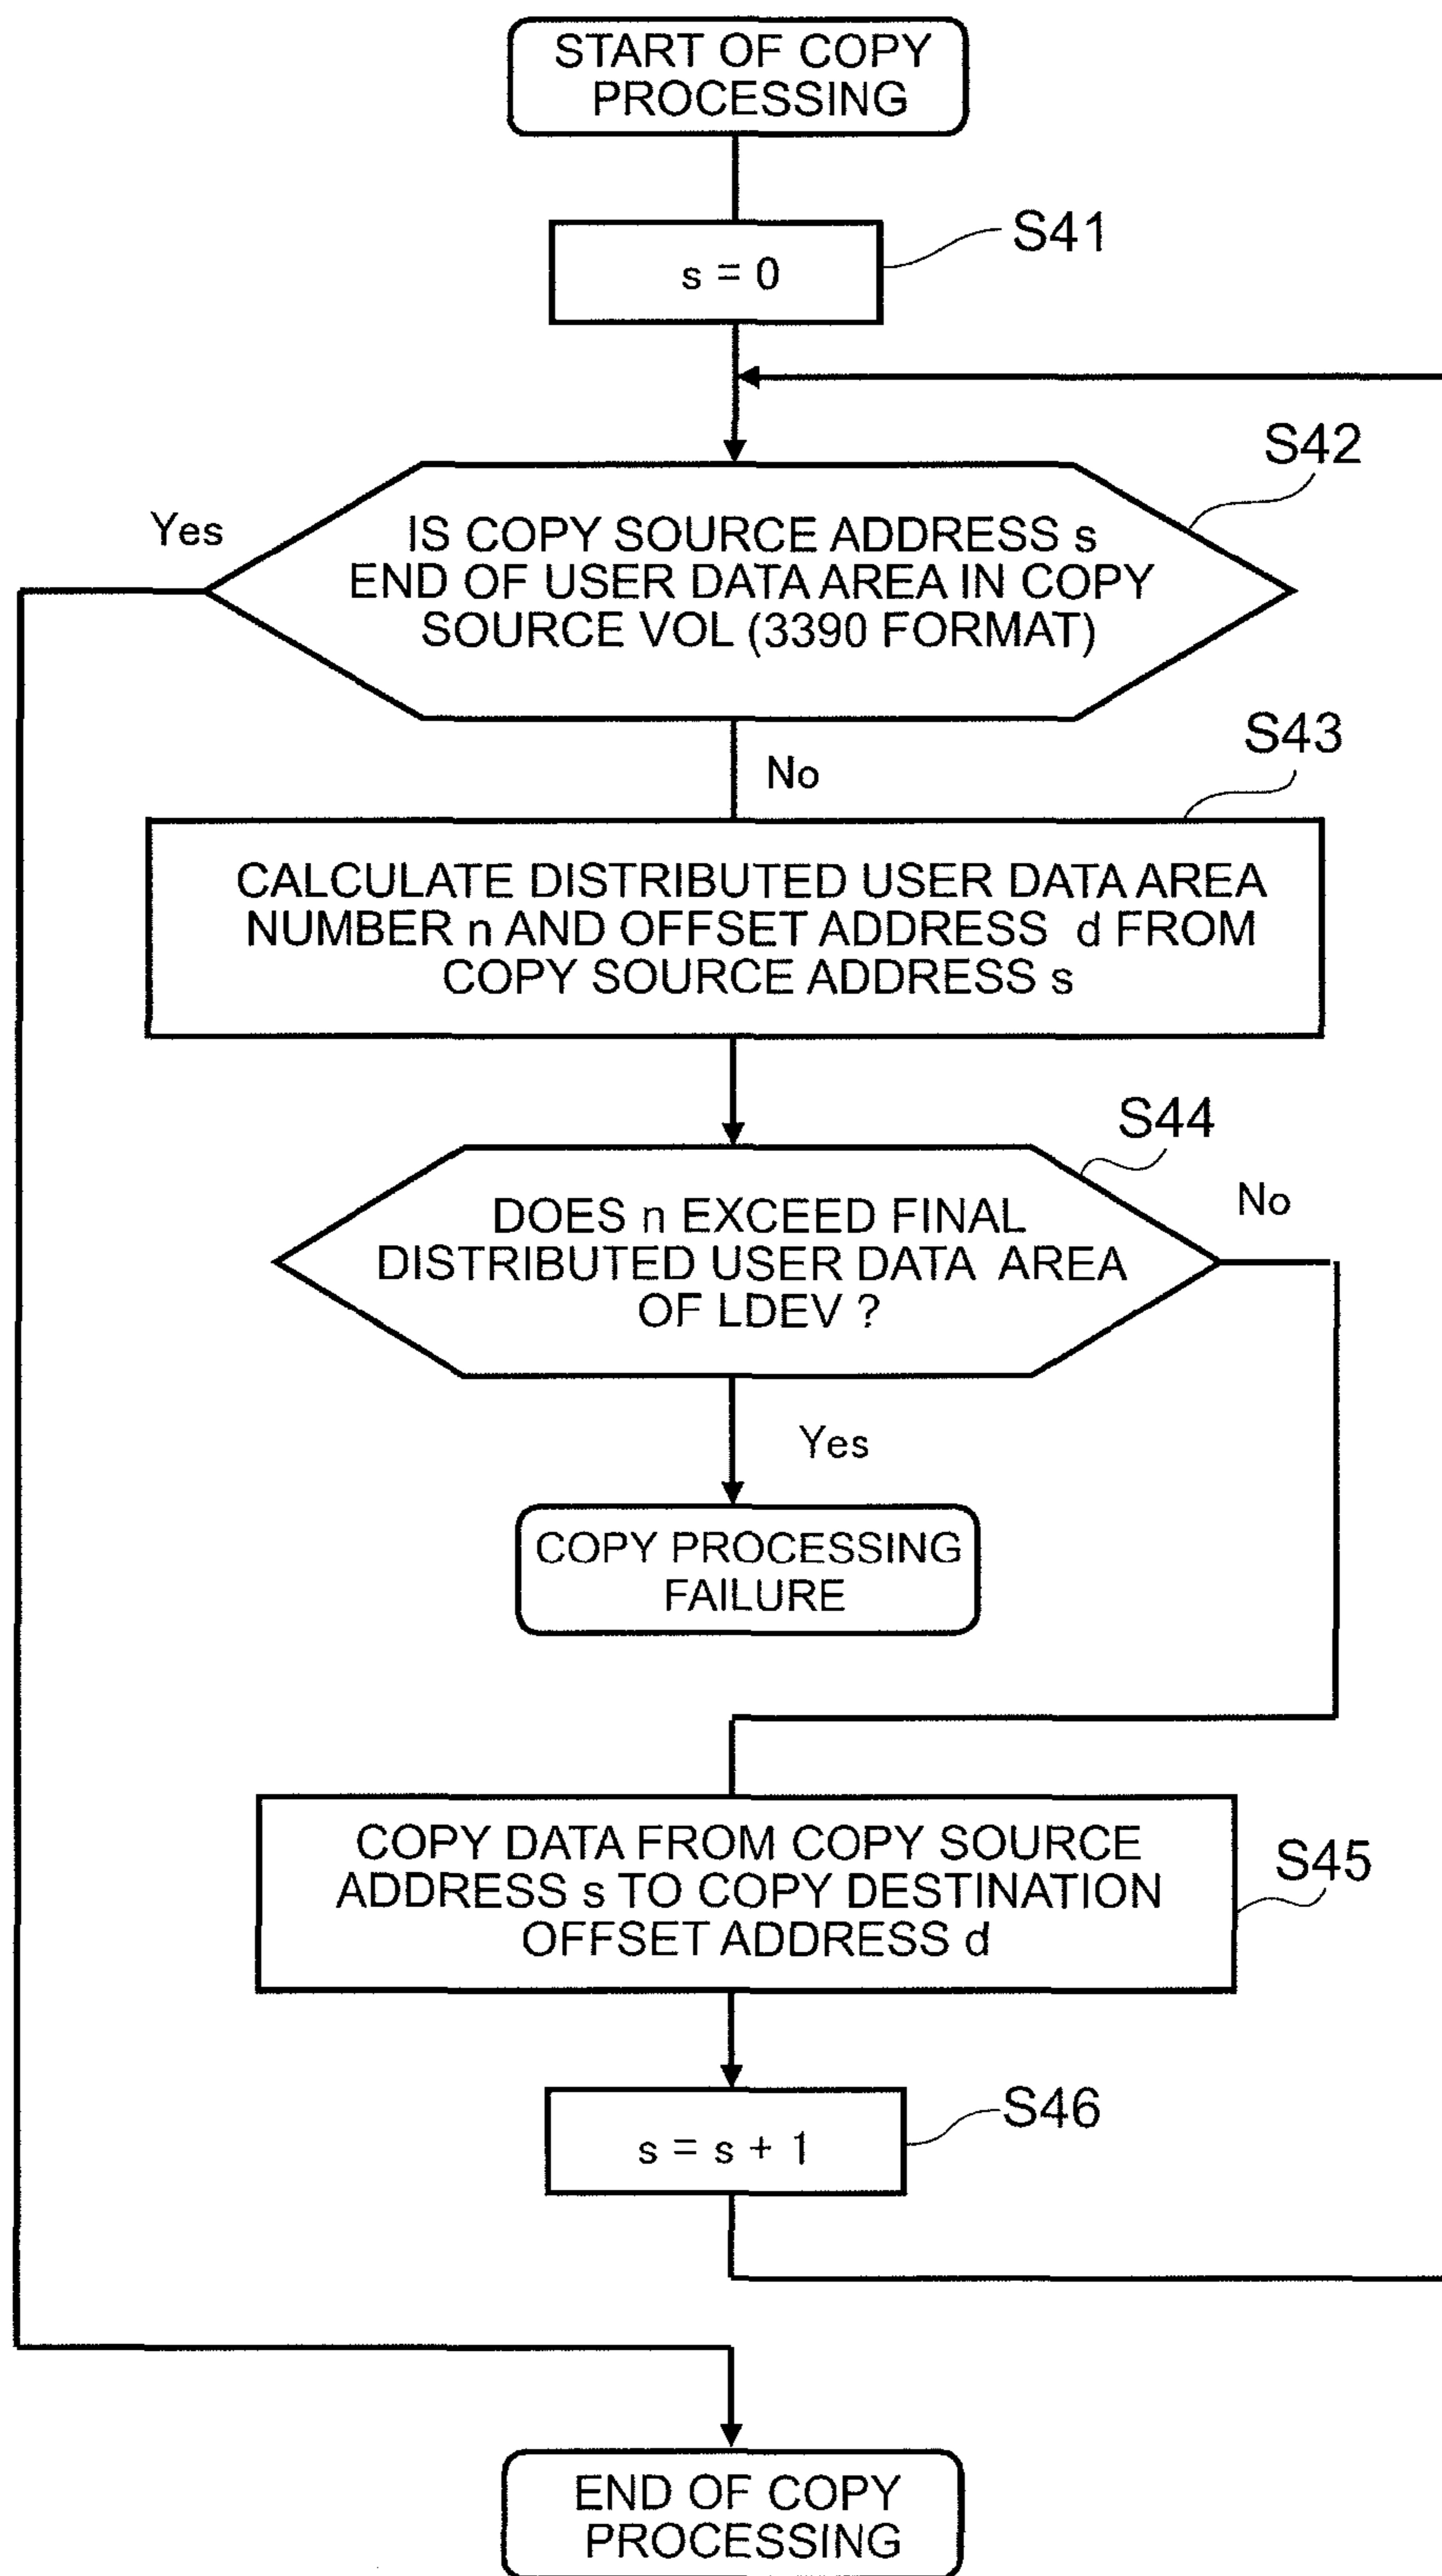 START OF COPY
PROCESSING
S41
s = 0
S42
Yes
IS COPY SOURCE ADDRESS s
END OF USER DATA AREA IN COPY
SOURCE VOL (3390 FORMAT)
No
S43
CALCULATE DISTRIBUTED USER DATA AREA
NUMBER n AND OFFSET ADDRESS d FROM
COPY SOURCE ADDRESS s
S44
No
DOES n EXCEED FINAL
DISTRIBUTED USER DATA AREA
OF LDEV ?
Yes
COPY PROCESSING
FAILURE
COPY DATA FROM COPY SOURCE
ADDRESS s TO COPY DESTINATION
OFFSET ADDRESS d
S45
S46
s = s + 1
END OF COPY
PROCESSING